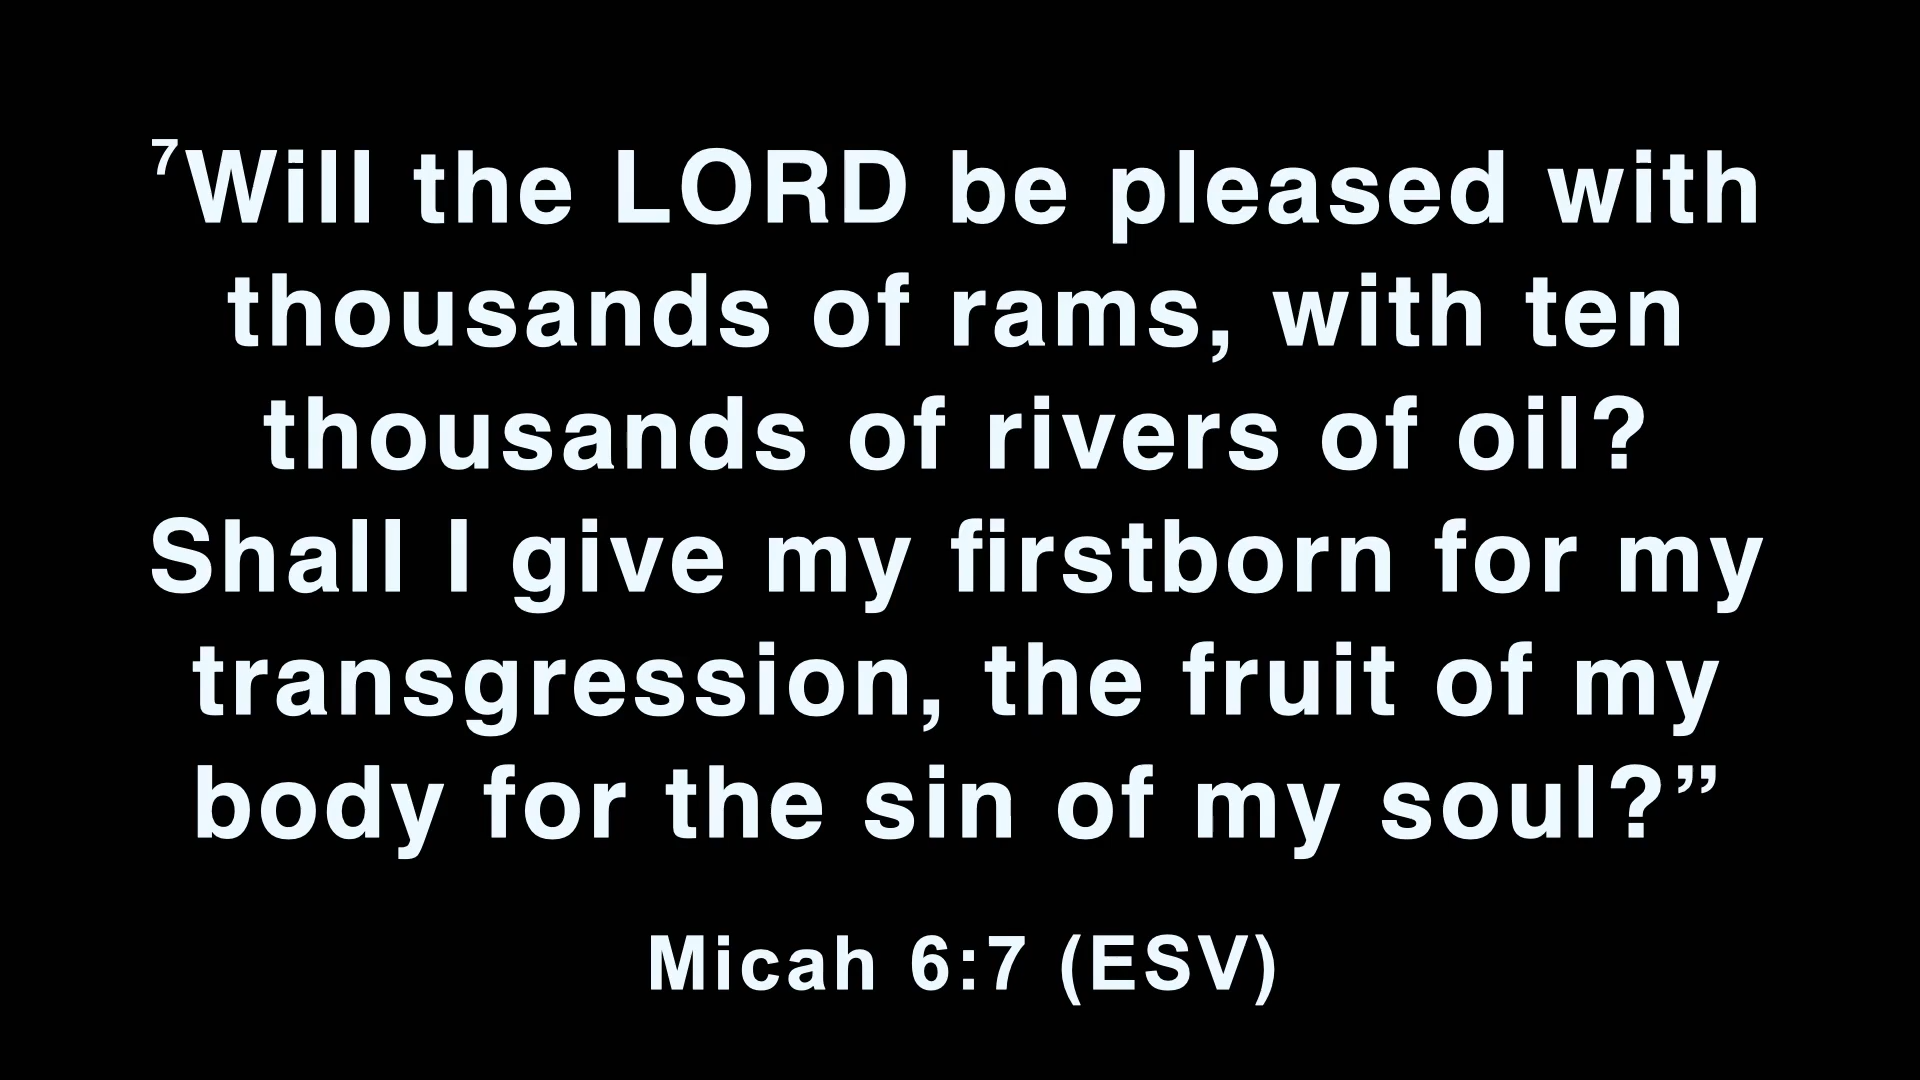 ⁷Will the LORD be pleased with
thousands of rams, with ten
thousands of rivers of oil?
Shall I give my firstborn for my
transgression, the fruit of my
body for the sin of my soul?”
Micah 6:7 (ESV)